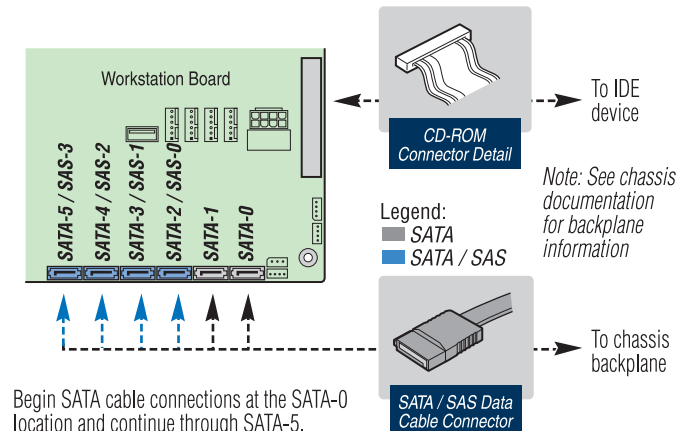 Workstation Board
SATA-5 / SAS-3
SATA-4 / SAS-2
SATA-3 / SAS-1
SATA-2 / SAS-0
SATA-1
SATA-0
CD-ROM
Connector Detail
To IDE
device
Note: See chassis
documentation
for backplane
information
Legend:
SATA
SATA / SAS
To chassis
backplane
SATA / SAS Data
Cable Connector
Begin SATA cable connections at the SATA-0
location and continue through SATA-5.